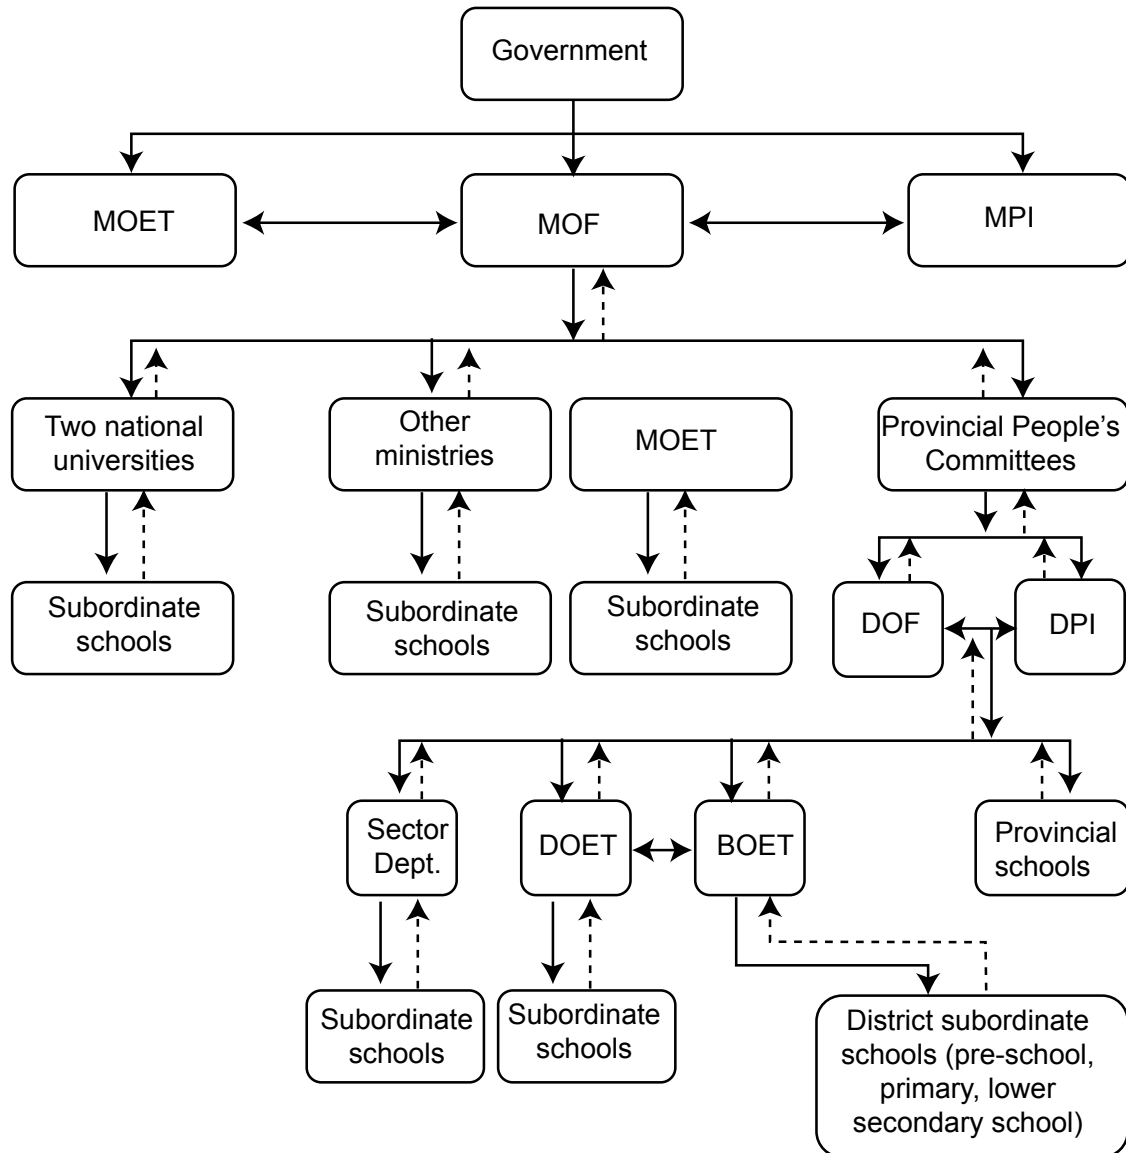 Government
MOET
MOF
MPI
Two national
universities
Other
ministries
MOET
Provincial People’s
Committees
Subordinate
schools
Subordinate
schools
Subordinate
schools
DOF
DPI
Sector
Dept.
DOET
BOET
Provincial
schools
Subordinate
schools
Subordinate
schools
District subordinate
schools (pre-school,
primary, lower
secondary school)